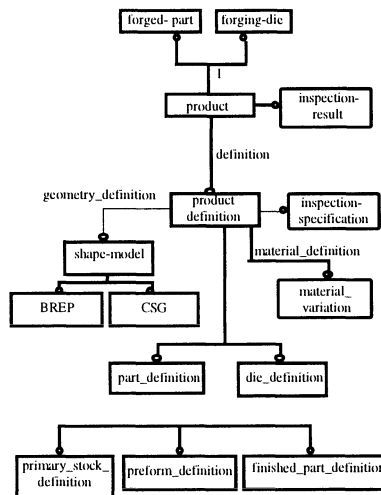 forged- part
forging-die
1
product
inspection-
result
definition
geometry_definition
product
definition
inspection-
specification
shape-model
material_definition
BREP
CSG
material_
variation
part_definition
die_definition
primary_stock_
definition
preform_definition
finished_part_definition